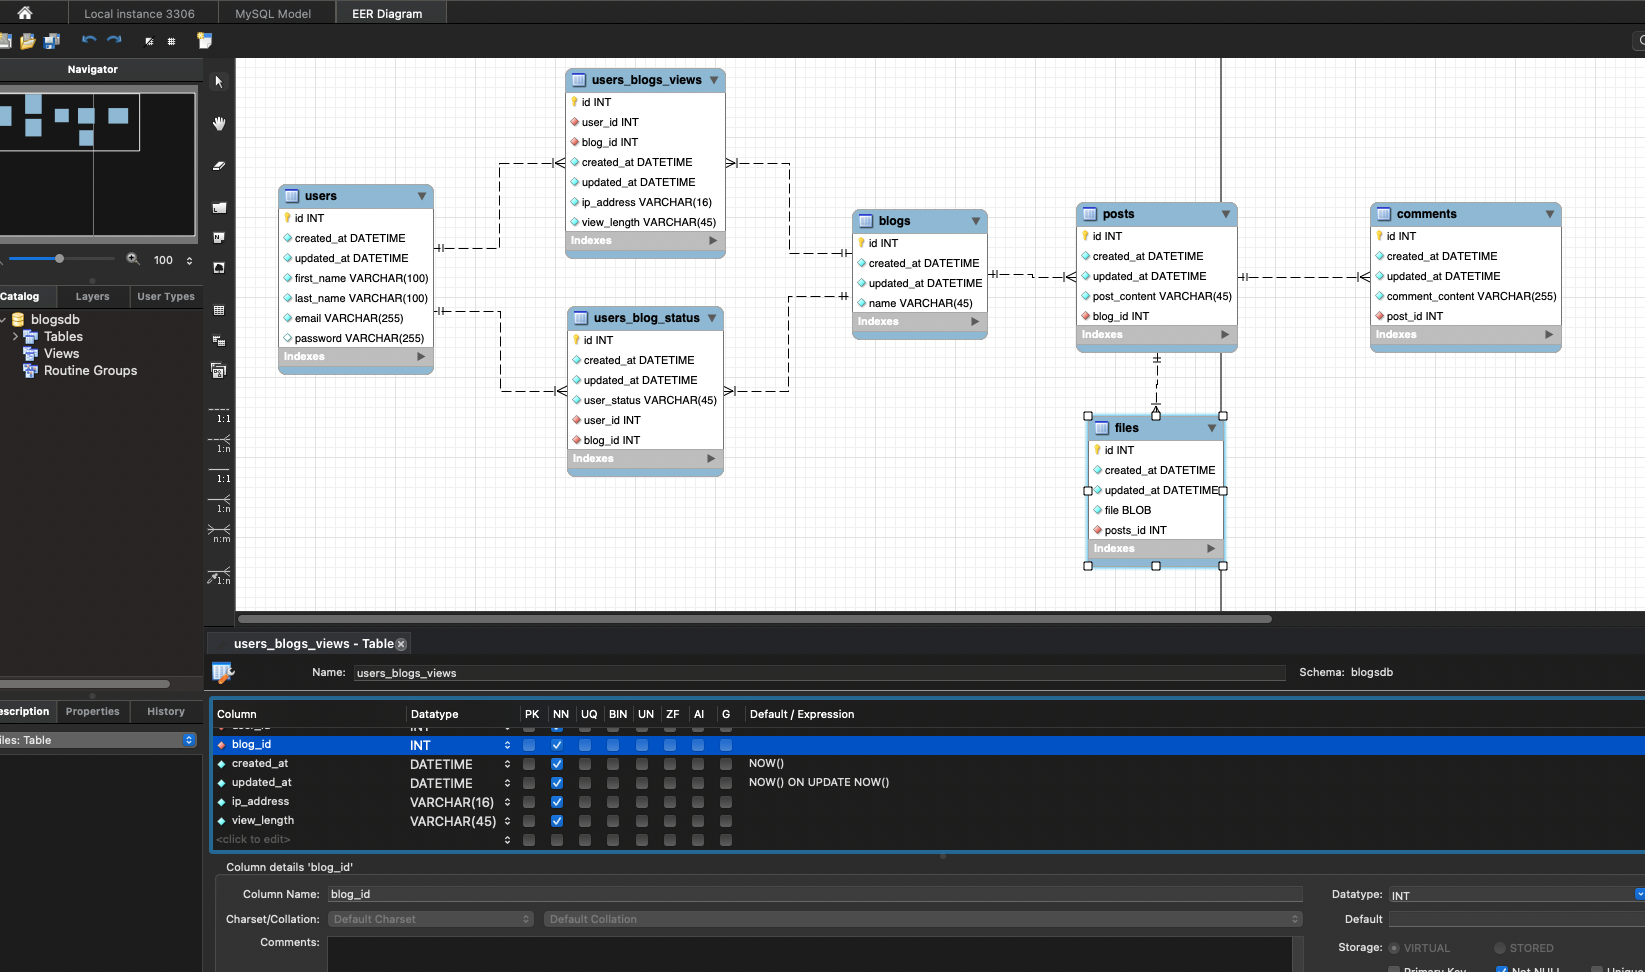 Local instance 3306
MySQL Model
EER Diagram
Navigator
100
Catalog
Layers
User Types
blogsdb
Tables
Views
Routine Groups
1:1
1:n
1:1
1:n
n:m
1:n
users_blogs_views
id INT
user_id INT
blog_id INT
created_at DATETIME
updated_at DATETIME
ip_address VARCHAR(16)
view_length VARCHAR(45)
Indexes
users
id INT
created_at DATETIME
updated_at DATETIME
first_name VARCHAR(100)
last_name VARCHAR(100)
email VARCHAR(255)
password VARCHAR(255)
Indexes
users_blog_status
id INT
created_at DATETIME
updated_at DATETIME
user_status VARCHAR(45)
user_id INT
blog_id INT
Indexes
blogs
id INT
created_at DATETIME
updated_at DATETIME
name VARCHAR(45)
Indexes
posts
id INT
created_at DATETIME
updated_at DATETIME
post_content VARCHAR(45)
blog_id INT
Indexes
comments
id INT
created_at DATETIME
updated_at DATETIME
comment_content VARCHAR(255)
post_id INT
Indexes
files
id INT
created_at DATETIME
updated_at DATETIME
file BLOB
posts_id INT
Indexes
escription
Properties
History
iles: Table
users_blogs_views - Table
Name: users_blogs_views Schema: blogsdb
Column Datatype PK NN UQ BIN UN ZF AI G Default / Expression
blog_id INT
created_at DATETIME NOW()
updated_at DATETIME NOW() ON UPDATE NOW()
ip_address VARCHAR(16)
view_length VARCHAR(45)
<click to edit>
Column details 'blog_id'
Column Name: blog_id Datatype: INT
Charset/Collation: Default Charset Default Collation Default
Comments: Storage: VIRTUAL STORED
Primary Key Not NULL Unique